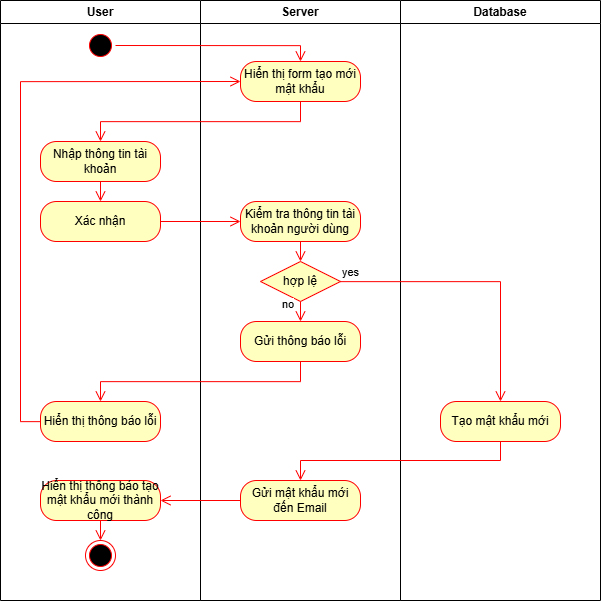 User
Server
Database
Hiển thị form tạo mới
mật khẩu
Nhập thông tin tài
khoản
Xác nhận
Kiểm tra thông tin tài
khoản người dùng
hợp lệ
yes
no
Gửi thông báo lỗi
Hiển thị thông báo lỗi
Tạo mật khẩu mới
Gửi mật khẩu mới
đến Email
Hiển thị thông báo tạo
mật khẩu mới thành
công